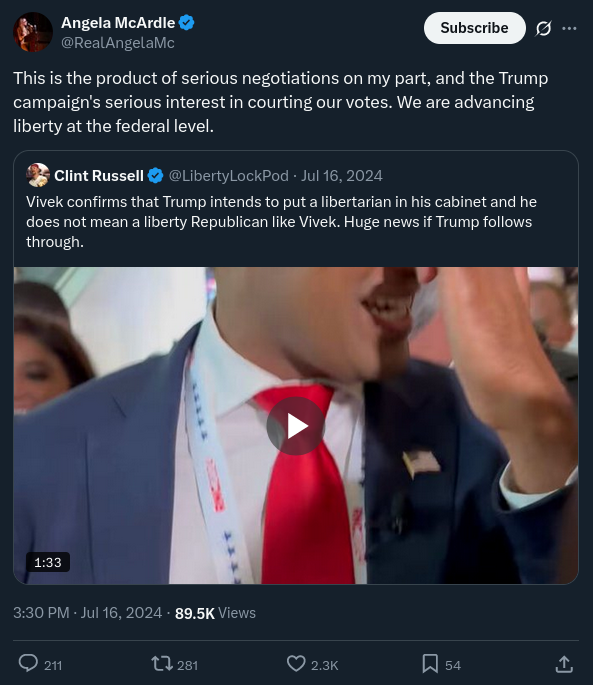 Angela McArdle
Subscribe
@RealAngelaMc
This is the product of serious negotiations on my part, and the Trump
campaign's serious interest in courting our votes. We are advancing
liberty at the federal level.
Clint Russell @LibertyLockPod · Jul 16, 2024
Vivek confirms that Trump intends to put a libertarian in his cabinet and he
does not mean a liberty Republican like Vivek. Huge news if Trump follows
through.
1:33
3:30 PM · Jul 16, 2024 · 89.5K Views
211 281 2.3K 54